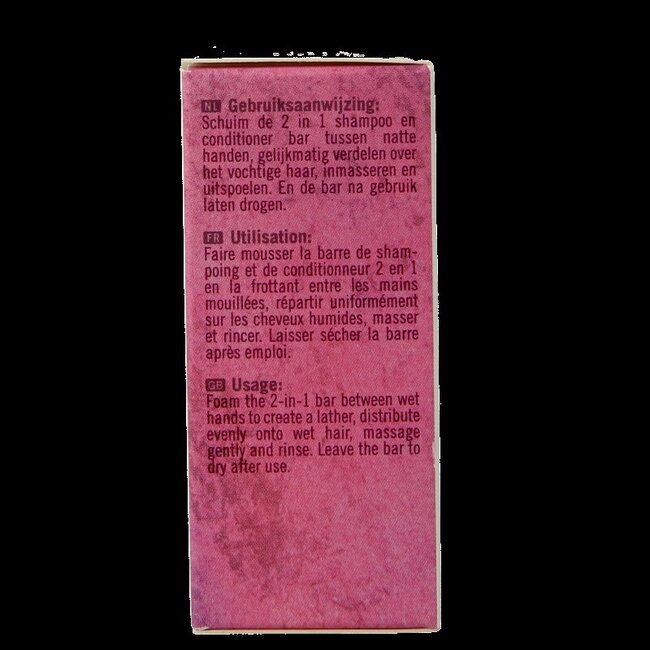 NL Gebruiksaanwijzing:
Schuim de 2 in 1 shampoo en
conditioner bar tussen natte
handen, gelijkmatig verdelen over
het vochtige haar, inmasseren en
uitspoelen. En de bar na gebruik
laten drogen.
FR Utilisation:
Faire mousser la barre de sham-
poing et de conditionneur 2 en 1
en la frottant entre les mains
mouillées, répartir uniformément
sur les cheveux humides, masser
et rincer. Laisser sécher la barre
après emploi.
GB Usage:
Foam the 2-in-1 bar between wet
hands to create a lather, distribute
evenly onto wet hair, massage
gently and rinse. Leave the bar to
dry after use.